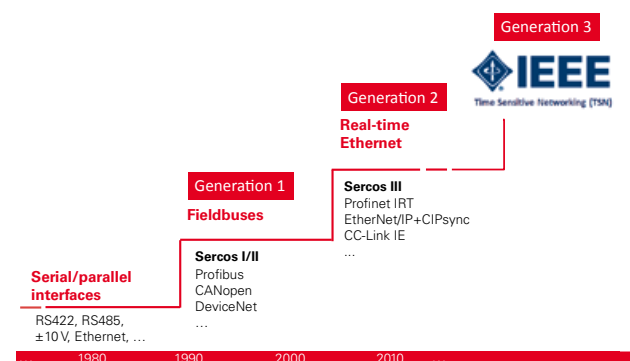 Generation 3
IEEE
Time Sensitive Networking (TSN)
Generation 2
Real-time
Ethernet
Generation 1
Sercos III
Profinet IRT
EtherNet/IP+CIPsync
CC-Link IE
...
Fieldbuses
Sercos I/II
Profibus
CANopen
DeviceNet
...
Serial/parallel
interfaces
RS422, RS485,
±10 V, Ethernet, ...
... 1980 1990 2000 2010 ...